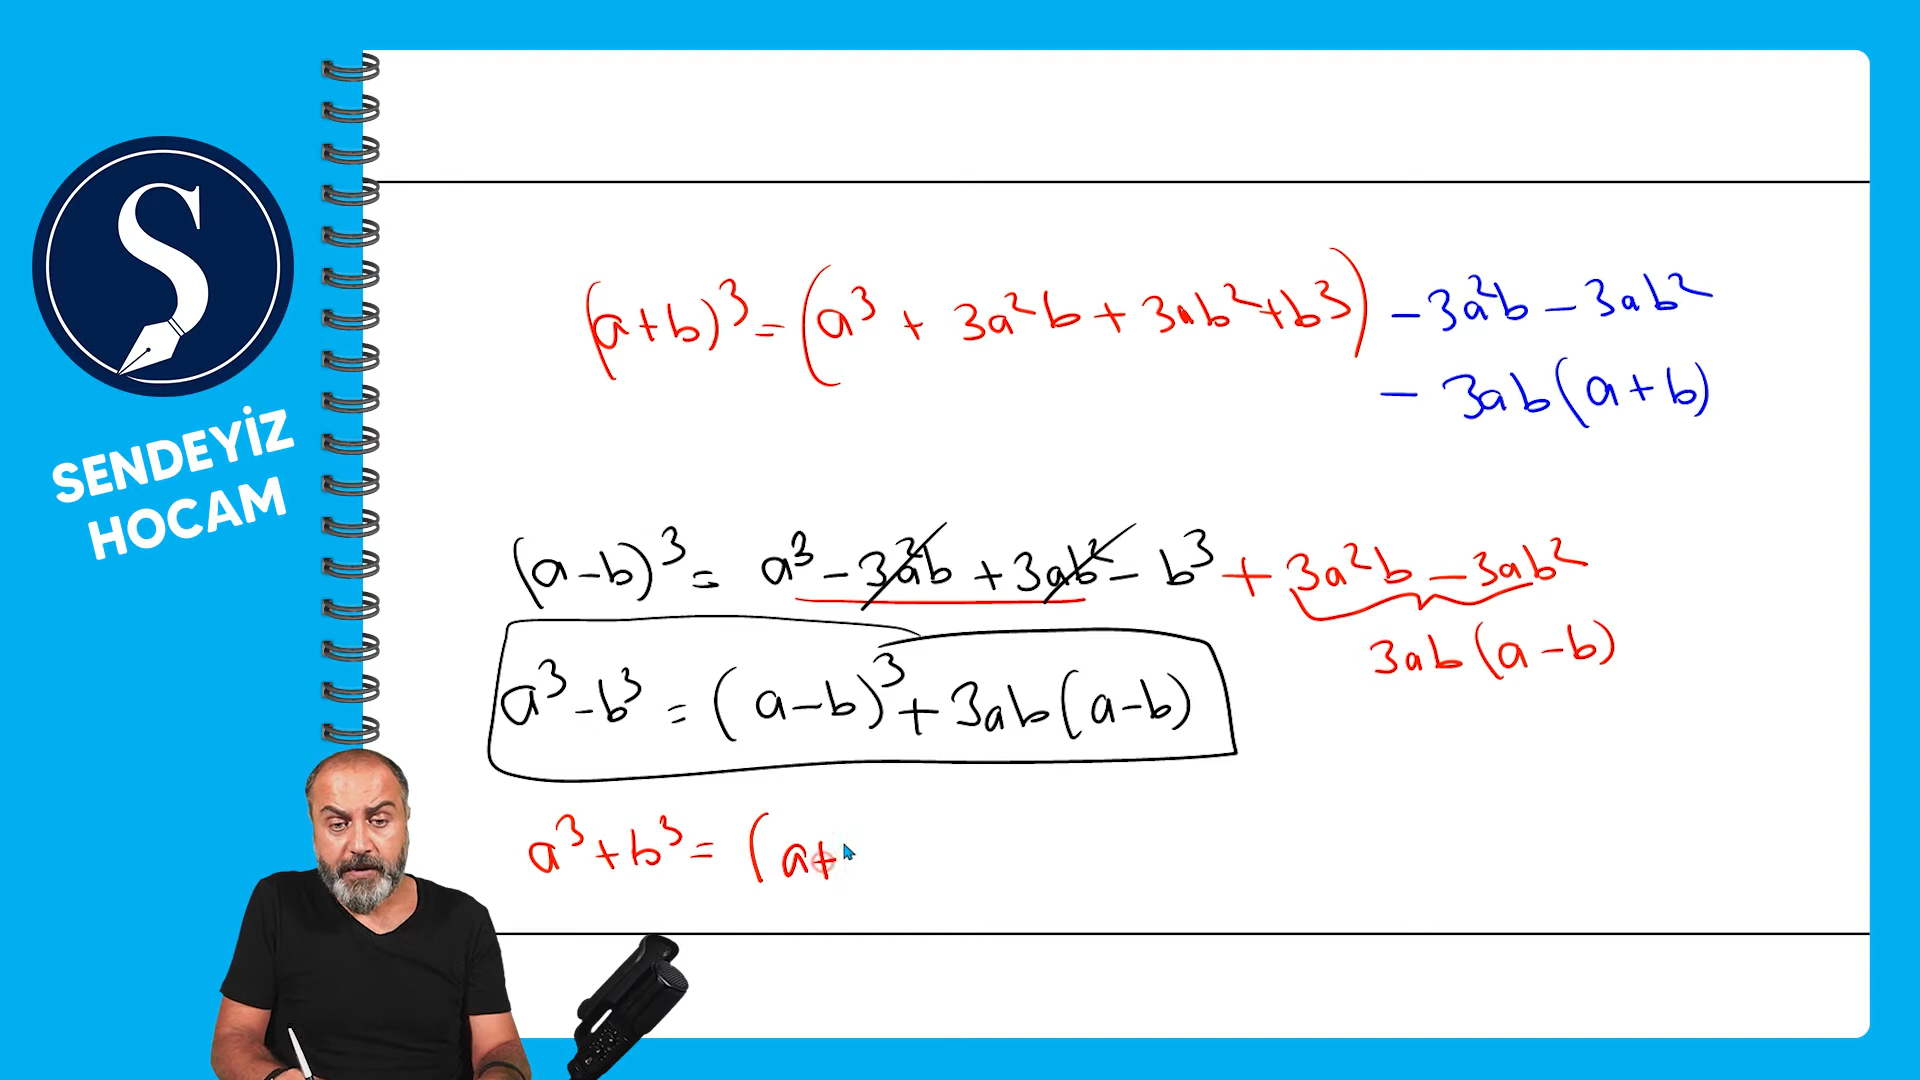 SENDEYİZ
HOCAM
(a+b)³ = (a³ + 3a²b + 3ab² + b³) - 3a²b - 3ab²
- 3ab(a+b)
(a-b)³ = a³ - 3a²b + 3ab² - b³ + 3a²b - 3ab²
3ab(a-b)
a³ - b³ = (a-b)³ + 3ab(a-b)
a³ + b³ = (a+